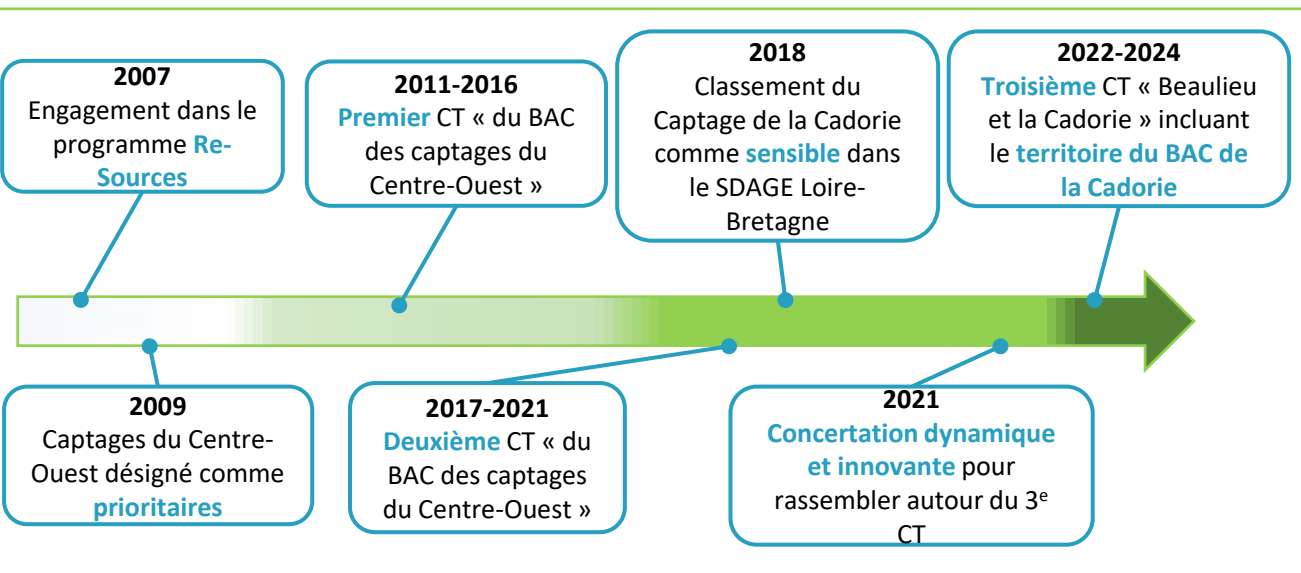 2007
Engagement dans le
programme Re-
Sources
2011-2016
Premier CT « du BAC
des captages du
Centre-Ouest »
2018
Classement du
Captage de la Cadorie
comme sensible dans
le SDAGE Loire-
Bretagne
2022-2024
Troisième CT « Beaulieu
et la Cadorie » incluant
le territoire du BAC de
la Cadorie
2009
Captages du Centre-
Ouest désigné comme
prioritaires
2017-2021
Deuxième CT « du
BAC des captages
du Centre-Ouest »
2021
Concertation dynamique
et innovante pour
rassembler autour du 3e
CT